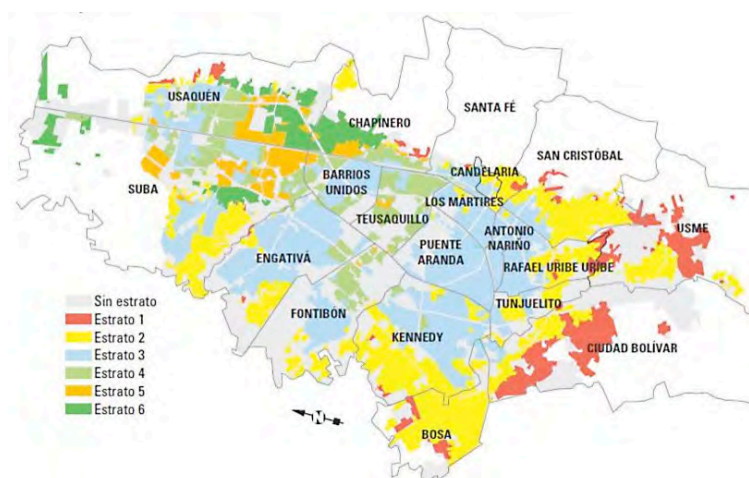 USAQUÉN
CHAPINERO
SANTA FÉ
SAN CRISTÓBAL
SUBA
BARRIOS
UNIDOS
CANDELARIA
LOS MÁRTIRES
TEUSAQUILLO
USME
ANTONIO
NARIÑO
PUENTE
ARANDA
ENGATIVÁ
RAFAEL URIBE URIBE
FONTIBÓN
TUNJUELITO
KENNEDY
CIUDAD BOLÍVAR
BOSA
Sin estrato
Estrato 1
Estrato 2
Estrato 3
Estrato 4
Estrato 5
Estrato 6
N